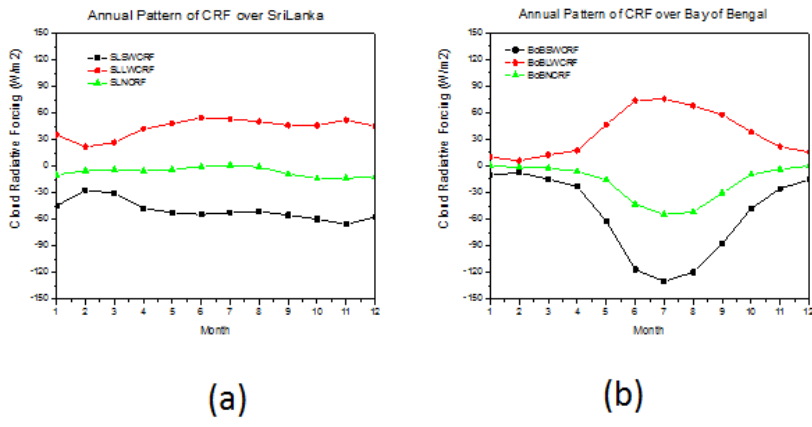 Annual Pattern of CRF over SriLanka
Cloud Radiative Forcing (W/m2)
150
120
90
60
30
0
-30
-60
-90
-120
-150
SLSWCRF
SLLWCRF
SLNCRF
1 2 3 4 5 6 7 8 9 10 11 12
Month
(a)
Annual Pattern of CRF over Bay of Bengal
Cloud Radiative Forcing (W/m2)
150
120
90
60
30
0
-30
-60
-90
-120
-150
BoBSWCRF
BoBLWCRF
BoBNCRF
1 2 3 4 5 6 7 8 9 10 11 12
Month
(b)